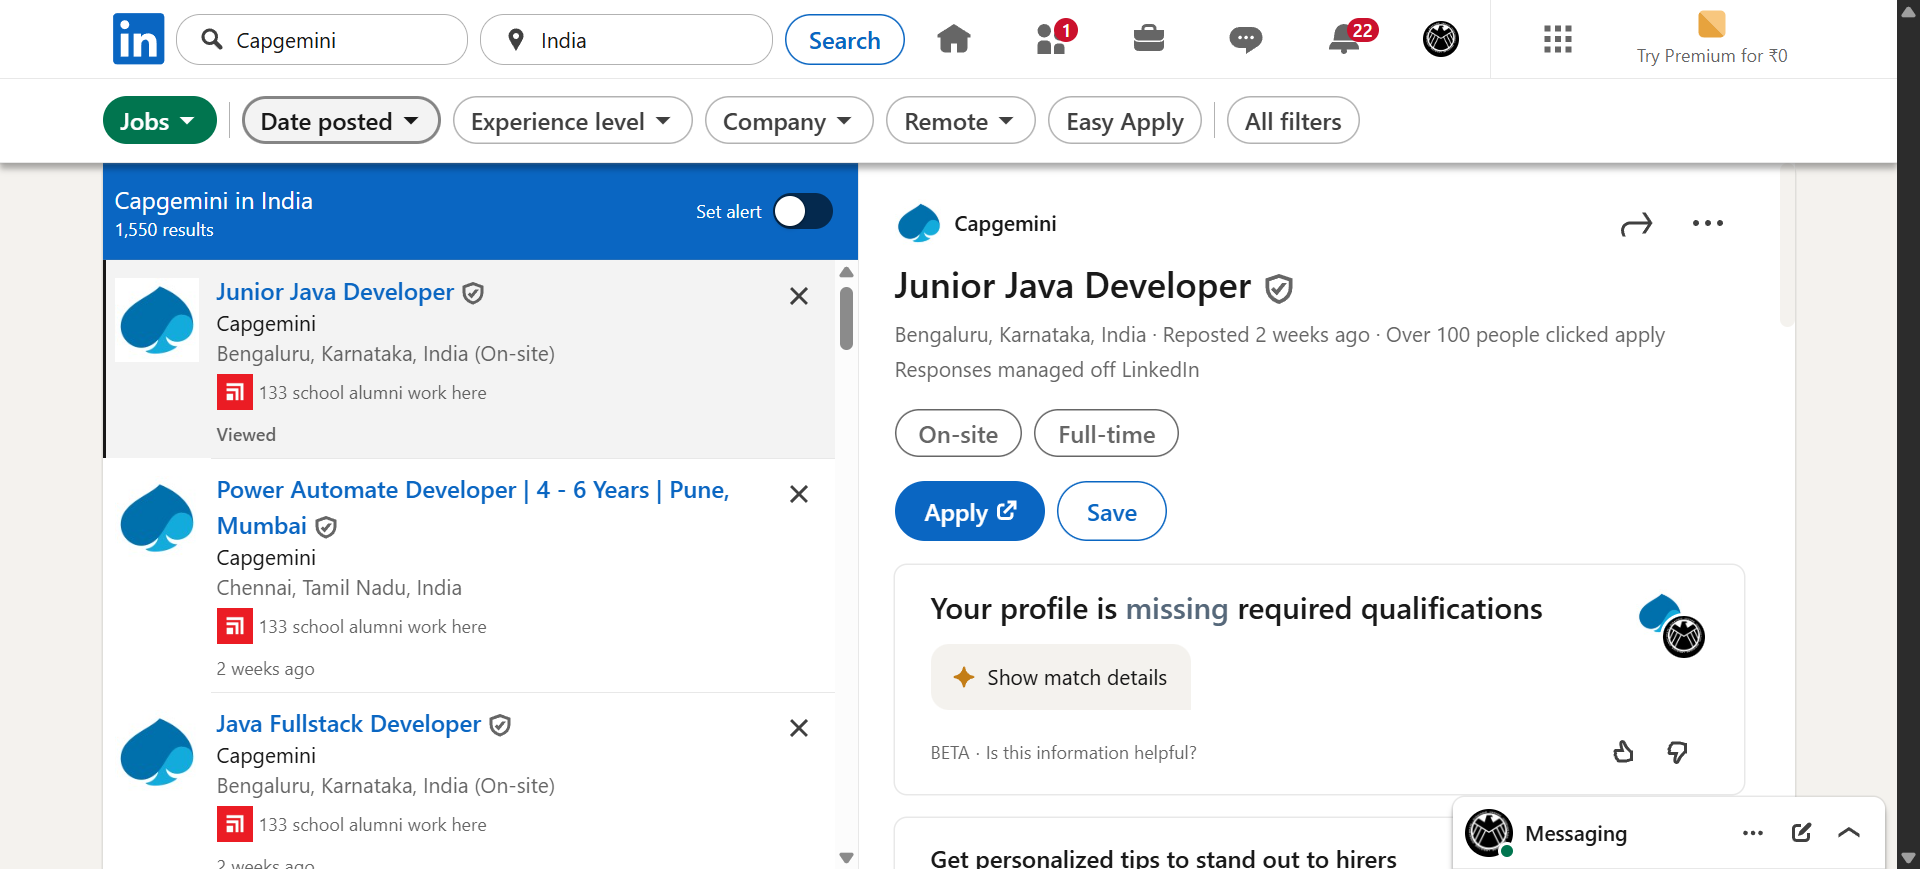 in
Capgemini
India
Search
1
22
Try Premium for ₹0
Jobs
Date posted
Experience level
Company
Remote
Easy Apply
All filters
Capgemini in India
1,550 results
Set alert
Junior Java Developer
Capgemini
Bengaluru, Karnataka, India (On-site)
133 school alumni work here
Viewed
Power Automate Developer | 4 - 6 Years | Pune,
Mumbai
Capgemini
Chennai, Tamil Nadu, India
133 school alumni work here
2 weeks ago
Java Fullstack Developer
Capgemini
Bengaluru, Karnataka, India (On-site)
133 school alumni work here
2 weeks ago
Capgemini
Junior Java Developer
Bengaluru, Karnataka, India · Reposted 2 weeks ago · Over 100 people clicked apply
Responses managed off LinkedIn
On-site
Full-time
Apply
Save
Your profile is missing required qualifications
Show match details
BETA · Is this information helpful?
Get personalized tips to stand out to hirers
Messaging